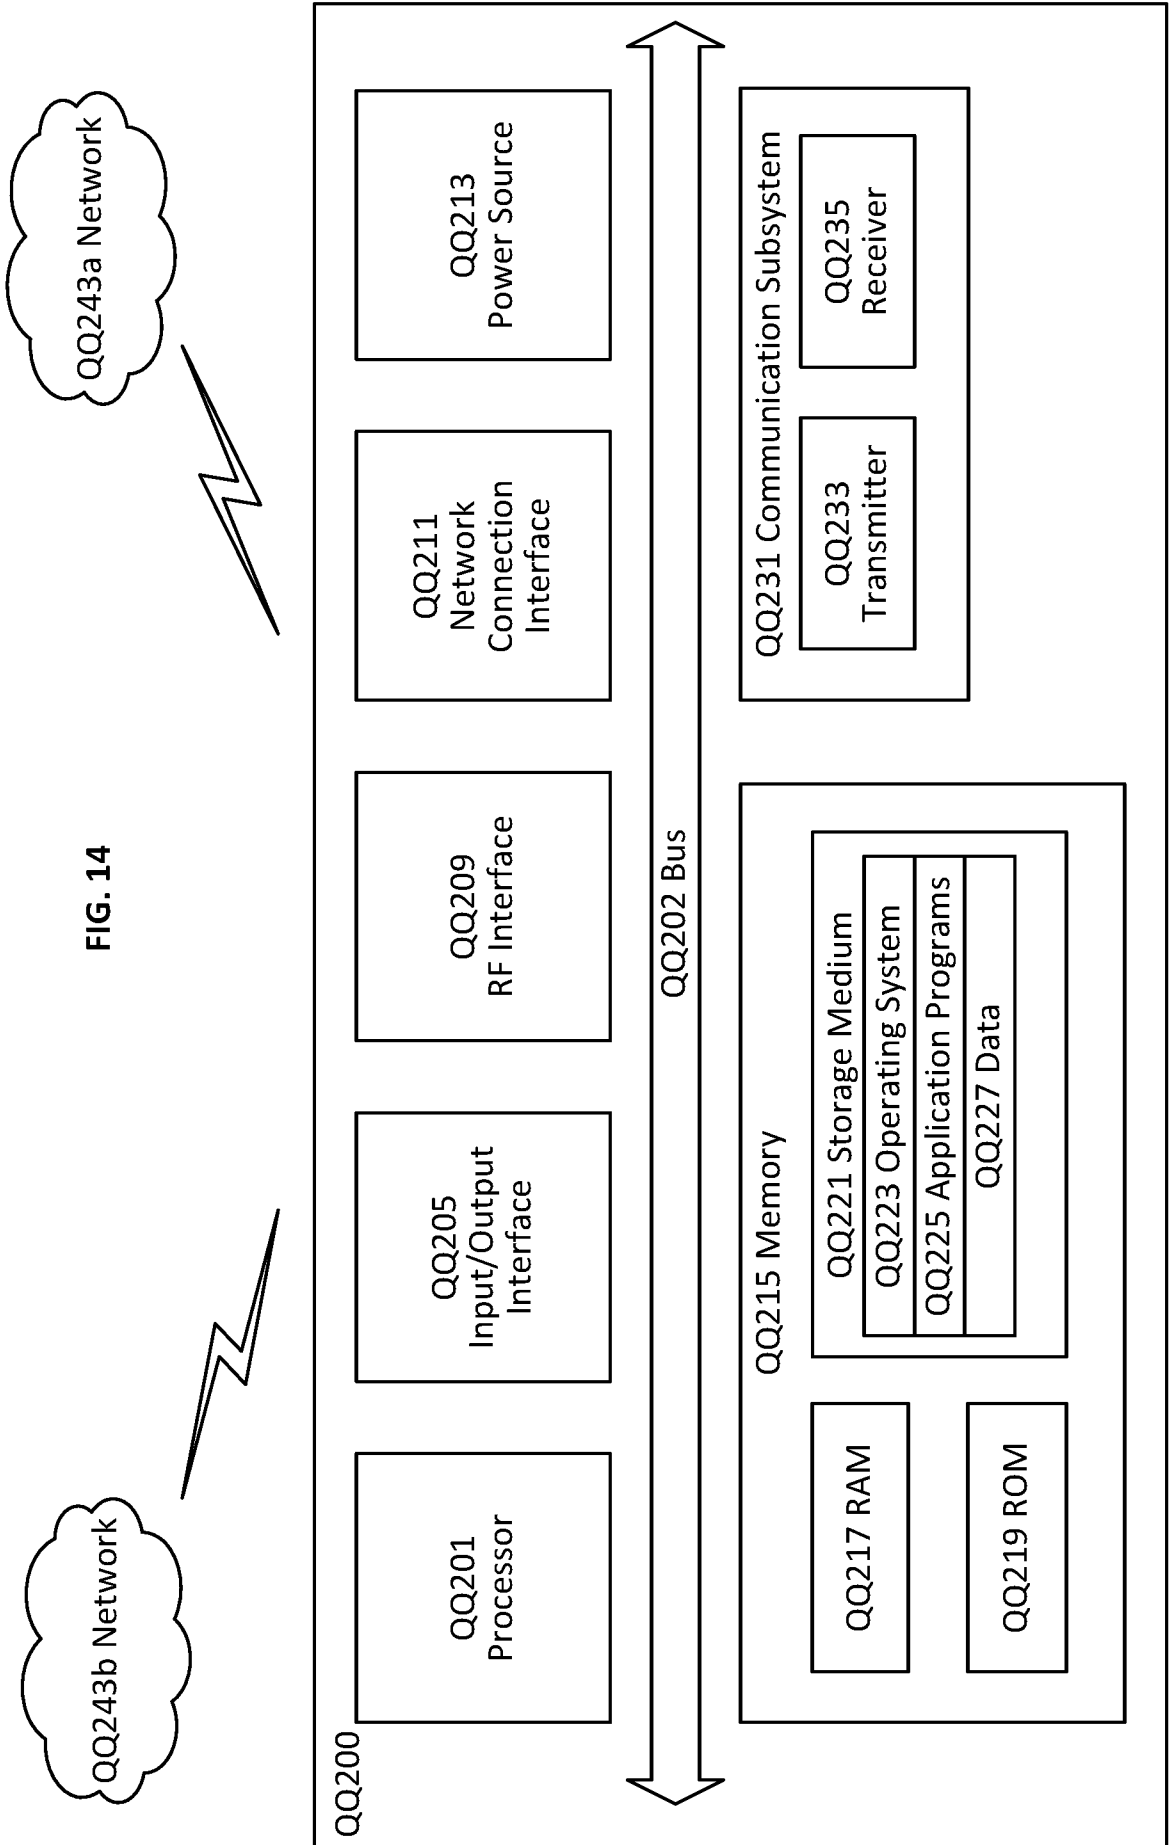 FIG. 14
QQ243b Network
QQ243a Network
QQ200
QQ201
Processor
QQ205
Input/Output
Interface
QQ209
RF Interface
QQ211
Network
Connection
Interface
QQ213
Power Source
QQ202 Bus
QQ215 Memory
QQ217 RAM
QQ219 ROM
QQ221 Storage Medium
QQ223 Operating System
QQ225 Application Programs
QQ227 Data
QQ231 Communication Subsystem
QQ233
Transmitter
QQ235
Receiver